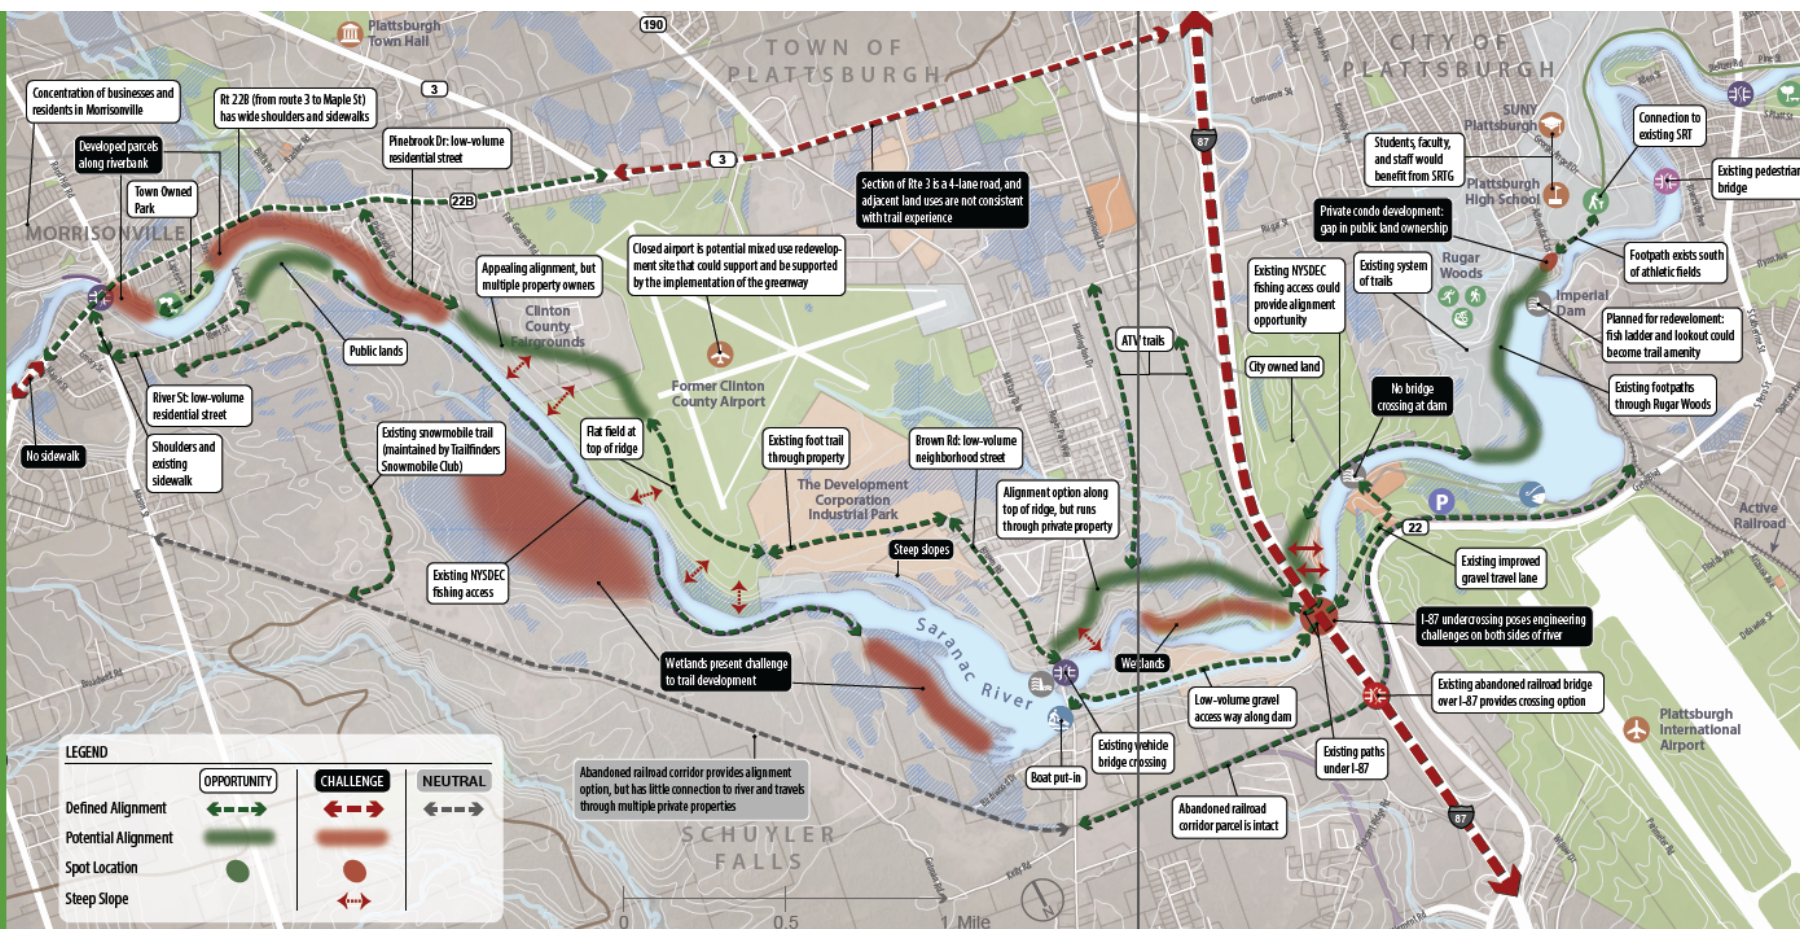 Plattsburgh
Town Hall
190
TOWN OF
PLATTSBURGH
CITY OF
PLATTSBURGH
3
3
87
Concentration of businesses and
residents in Morrisonville
Rt 22B (from route 3 to Maple St)
has wide shoulders and sidewalks
Developed parcels
along riverbank
Pinebrook Dr: low-volume
residential street
Town Owned
Park
22B
MORRISONVILLE
Section of Rte 3 is a 4-lane road, and
adjacent land uses are not consistent
with trail experience
SUNY
Plattsburgh
Students, faculty,
and staff would
benefit from SRTG
Plattsburgh
High School
Connection to
existing SRT
Existing pedestrian
bridge
Private condo development:
gap in public land ownership
Footpath exists south
of athletic fields
Rugar
Woods
Existing system
of trails
Existing NYSDEC
fishing access could
provide alignment
opportunity
Imperial
Dam
Planned for redeveloment:
fish ladder and lookout could
become trail amenity
Existing footpaths
through Rugar Woods
Appealing alignment, but
multiple property owners
Closed airport is potential mixed use redevelop-
ment site that could support and be supported
by the implementation of the greenway
Clinton
County
Fairgrounds
Public lands
Former Clinton
County Airport
ATV trails
City owned land
No bridge
crossing at dam
River St: low-volume
residential street
No sidewalk
Shoulders and
existing
sidewalk
Existing snowmobile trail
(maintained by Trailfinders
Snowmobile Club)
Flat field at
top of ridge
Existing foot trail
through property
Brown Rd: low-volume
neighborhood street
The Development
Corporation
Industrial Park
Alignment option along
top of ridge, but runs
through private property
Steep slopes
P
22
Active
Railroad
Existing improved
gravel travel lane
Existing NYSDEC
fishing access
Saranac River
I-87 undercrossing poses engineering
challenges on both sides of river
Wetlands present challenge
to trail development
Wetlands
Low-volume gravel
access way along dam
Existing abandoned railroad bridge
over I-87 provides crossing option
Plattsburgh
International
Airport
Existing vehicle
bridge crossing
Boat put-in
Existing paths
under I-87
Abandoned railroad corridor provides alignment
option, but has little connection to river and travels
through multiple private properties
Abandoned railroad
corridor parcel is intact
87
SCHUYLER
FALLS
LEGEND
OPPORTUNITY
CHALLENGE
NEUTRAL
Defined Alignment
Potential Alignment
Spot Location
Steep Slope
0
0.5
1 Mile
N